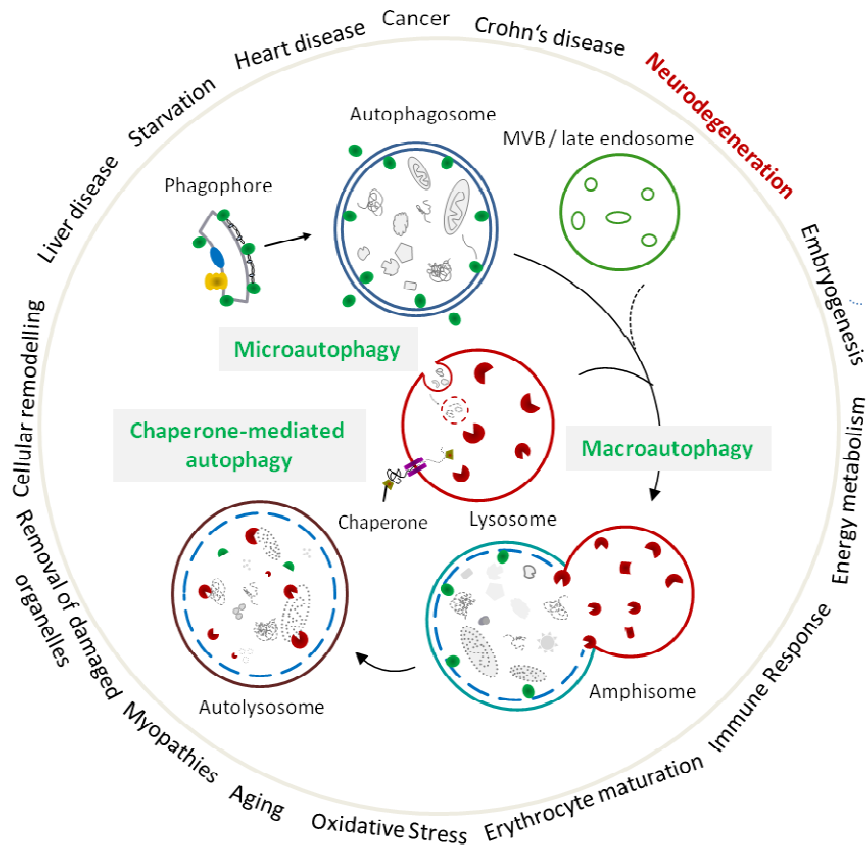 Cancer
Crohn's disease
Neurodegeneration
Embryogenesis
Energy metabolism
Immune Response
Erythrocyte maturation
Oxidative Stress
Aging
Myopathies
Removal of damaged
organelles
Cellular remodelling
Liver disease
Starvation
Heart disease
Autophagosome
MVB / late endosome
Phagophore
Microautophagy
Chaperone-mediated
autophagy
Macroautophagy
Chaperone
Lysosome
Amphisome
Autolysosome